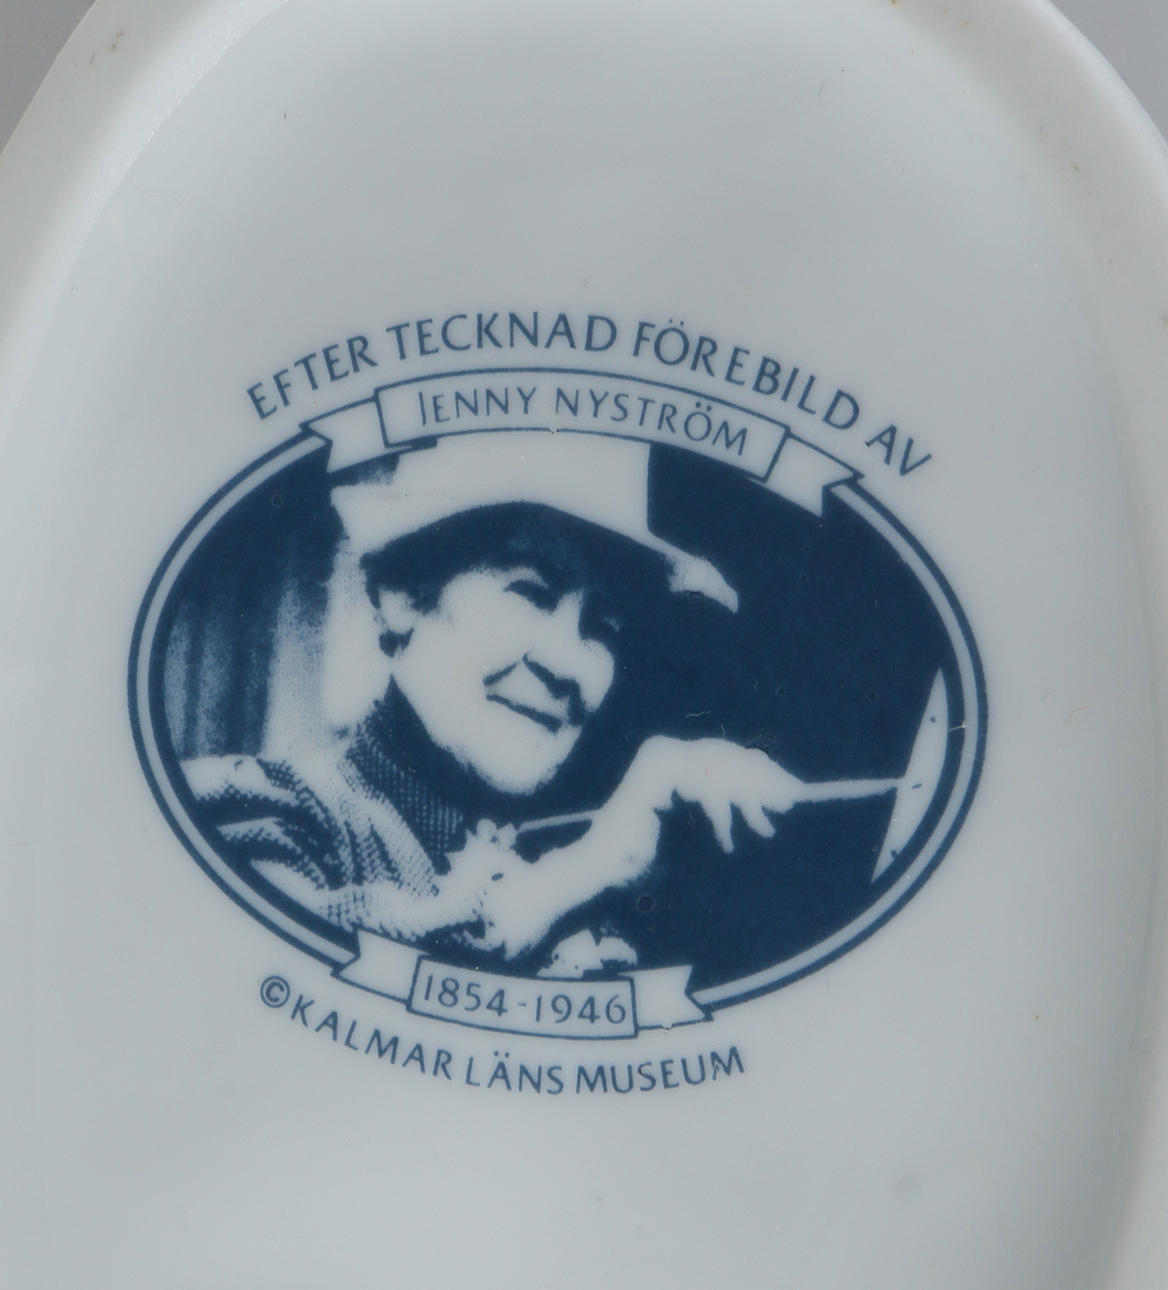 EFTER TECKNAD FÖREBILD AV
JENNY NYSTRÖM
1854-1946
©KALMAR LÄNS MUSEUM